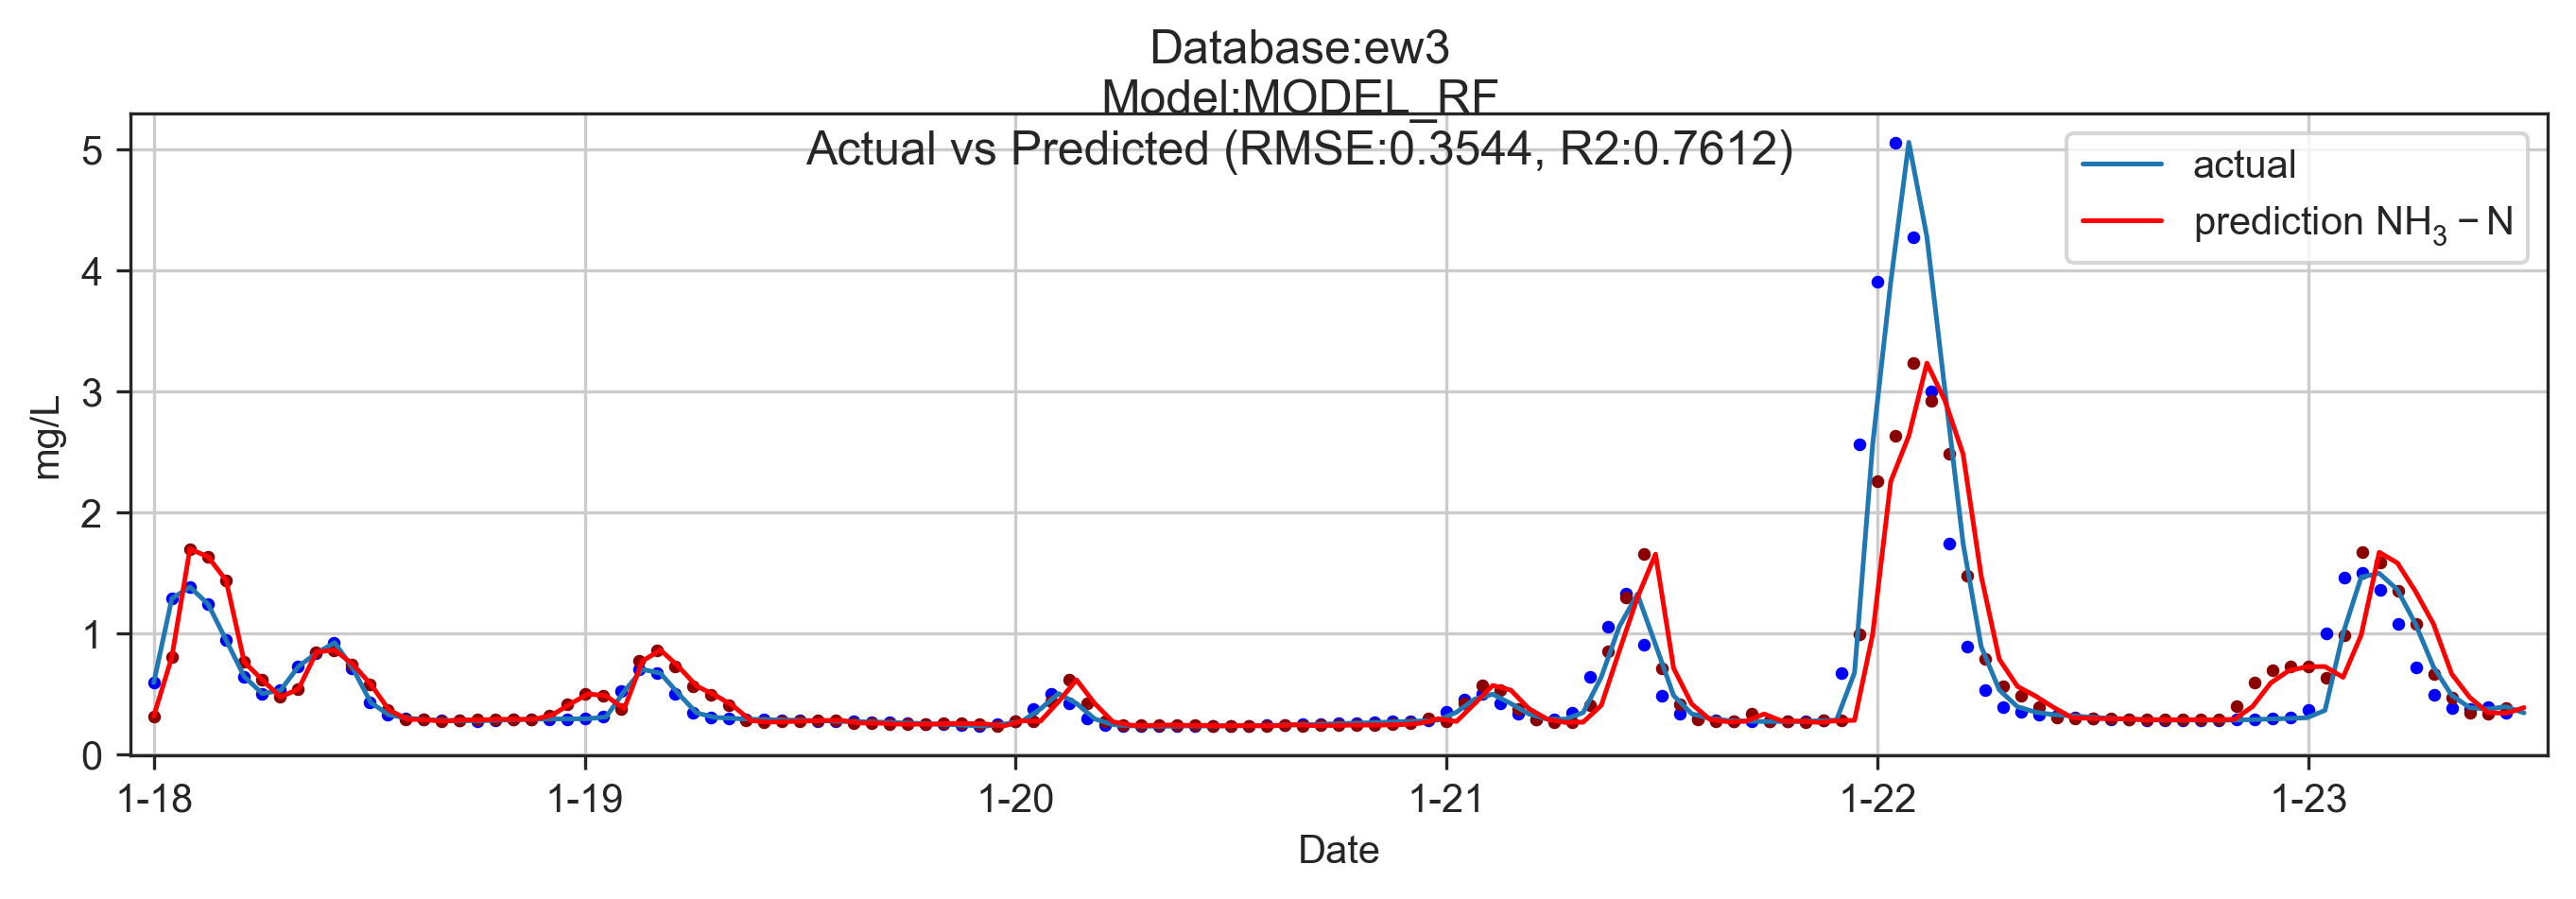 Database:ew3
Model:MODEL_RF
Actual vs Predicted (RMSE:0.3544, R2:0.7612)
actual
prediction NH₃ − N
5
4
3
2
1
0
mg/L
1-18 1-19 1-20 1-21 1-22 1-23
Date